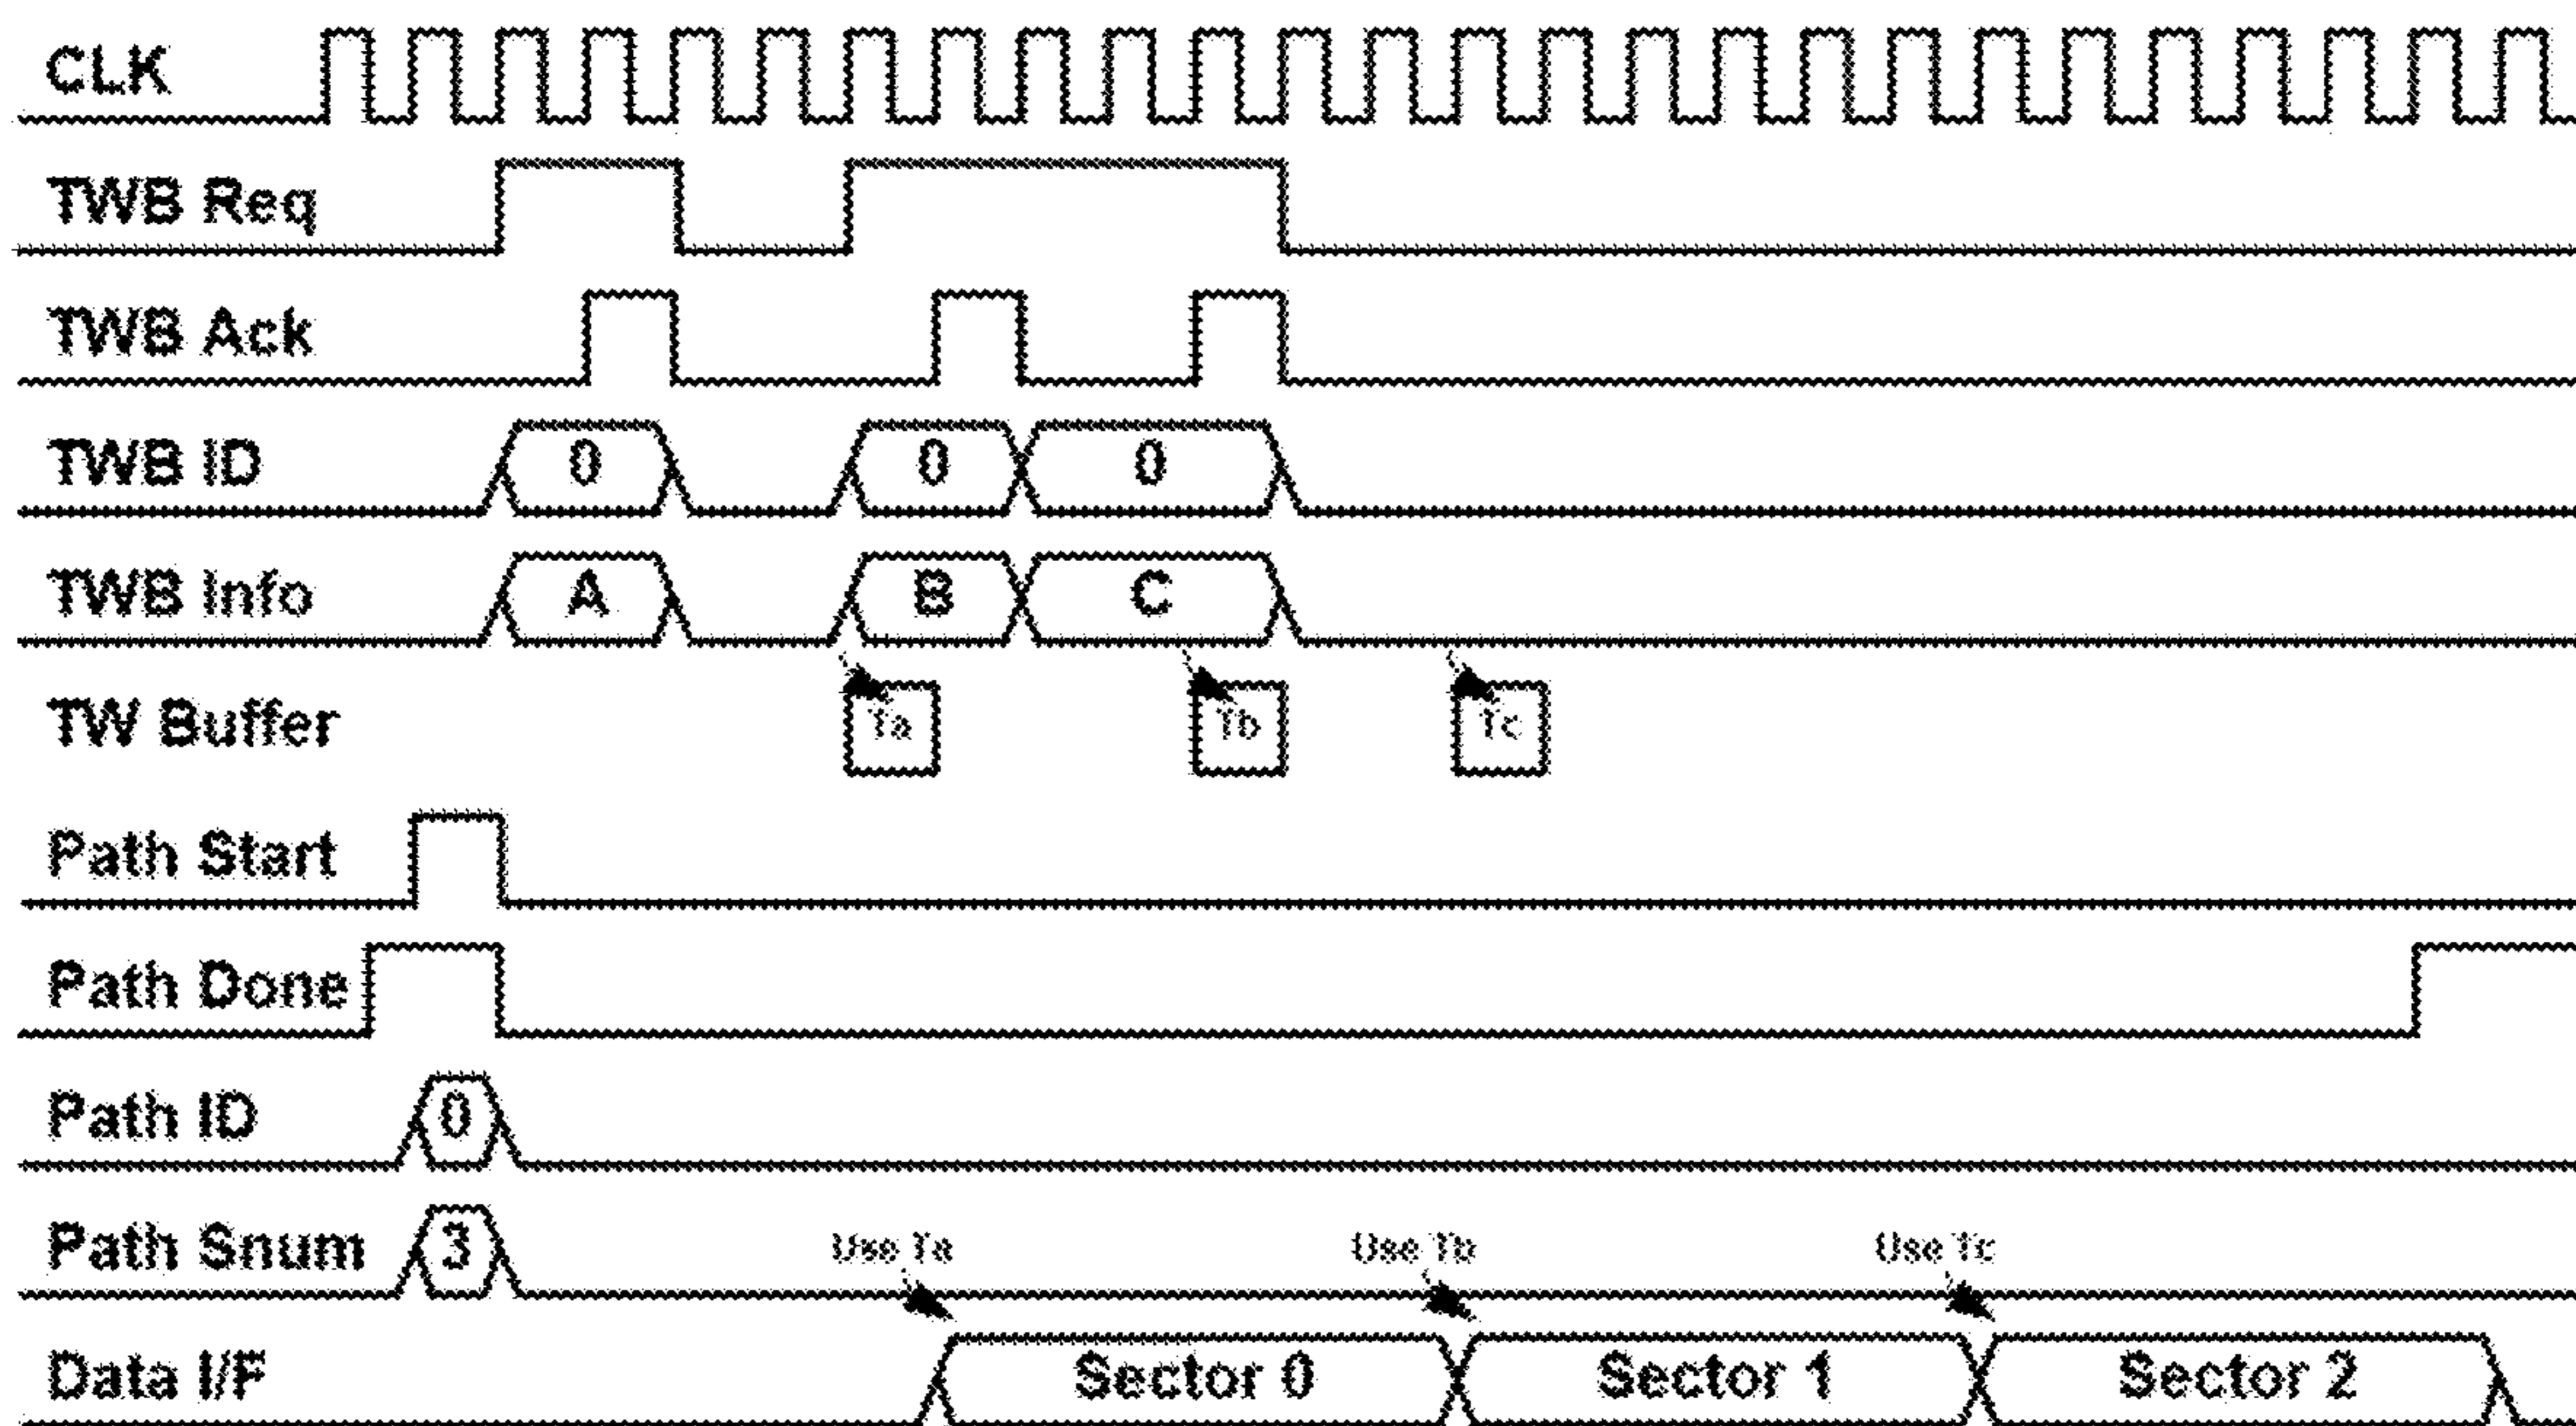 CLK
TWB Req
TWB Ack
TWB ID 0 0 0
TWB Info A B C
TW Buffer Ta Tb Tc
Path Start
Path Done
Path ID 0
Path Snum 3 Use Ta Use Tb Use Tc
Data I/F Sector 0 Sector 1 Sector 2